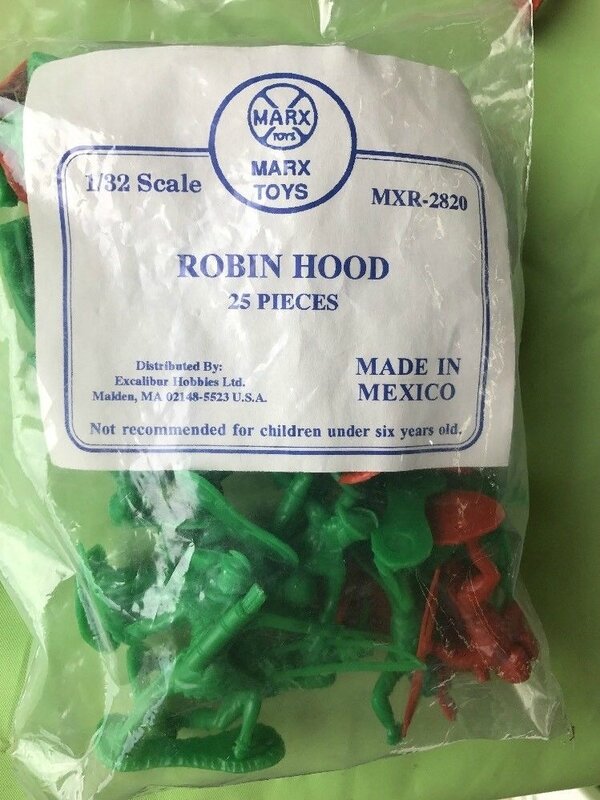 MARX
TOYS
MARX
TOYS
1/32 Scale
MXR-2820
ROBIN HOOD
25 PIECES
Distributed By:
Excalibur Hobbies Ltd.
Malden, MA 02148-5523 U.S.A.
MADE IN
MEXICO
Not recommended for children under six years old.